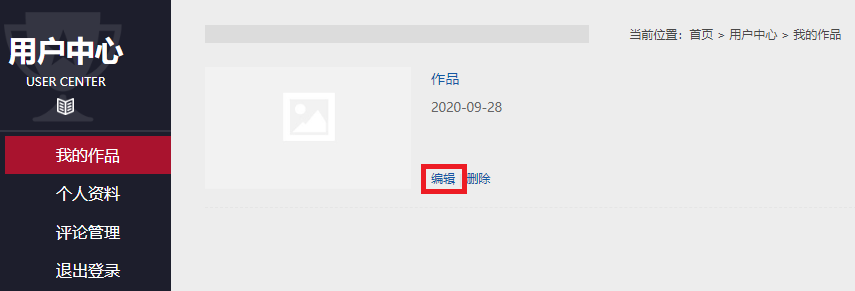 用户中心
USER CENTER
我的作品
个人资料
评论管理
退出登录
当前位置：首页 > 用户中心 > 我的作品
作品
2020-09-28
编辑 删除